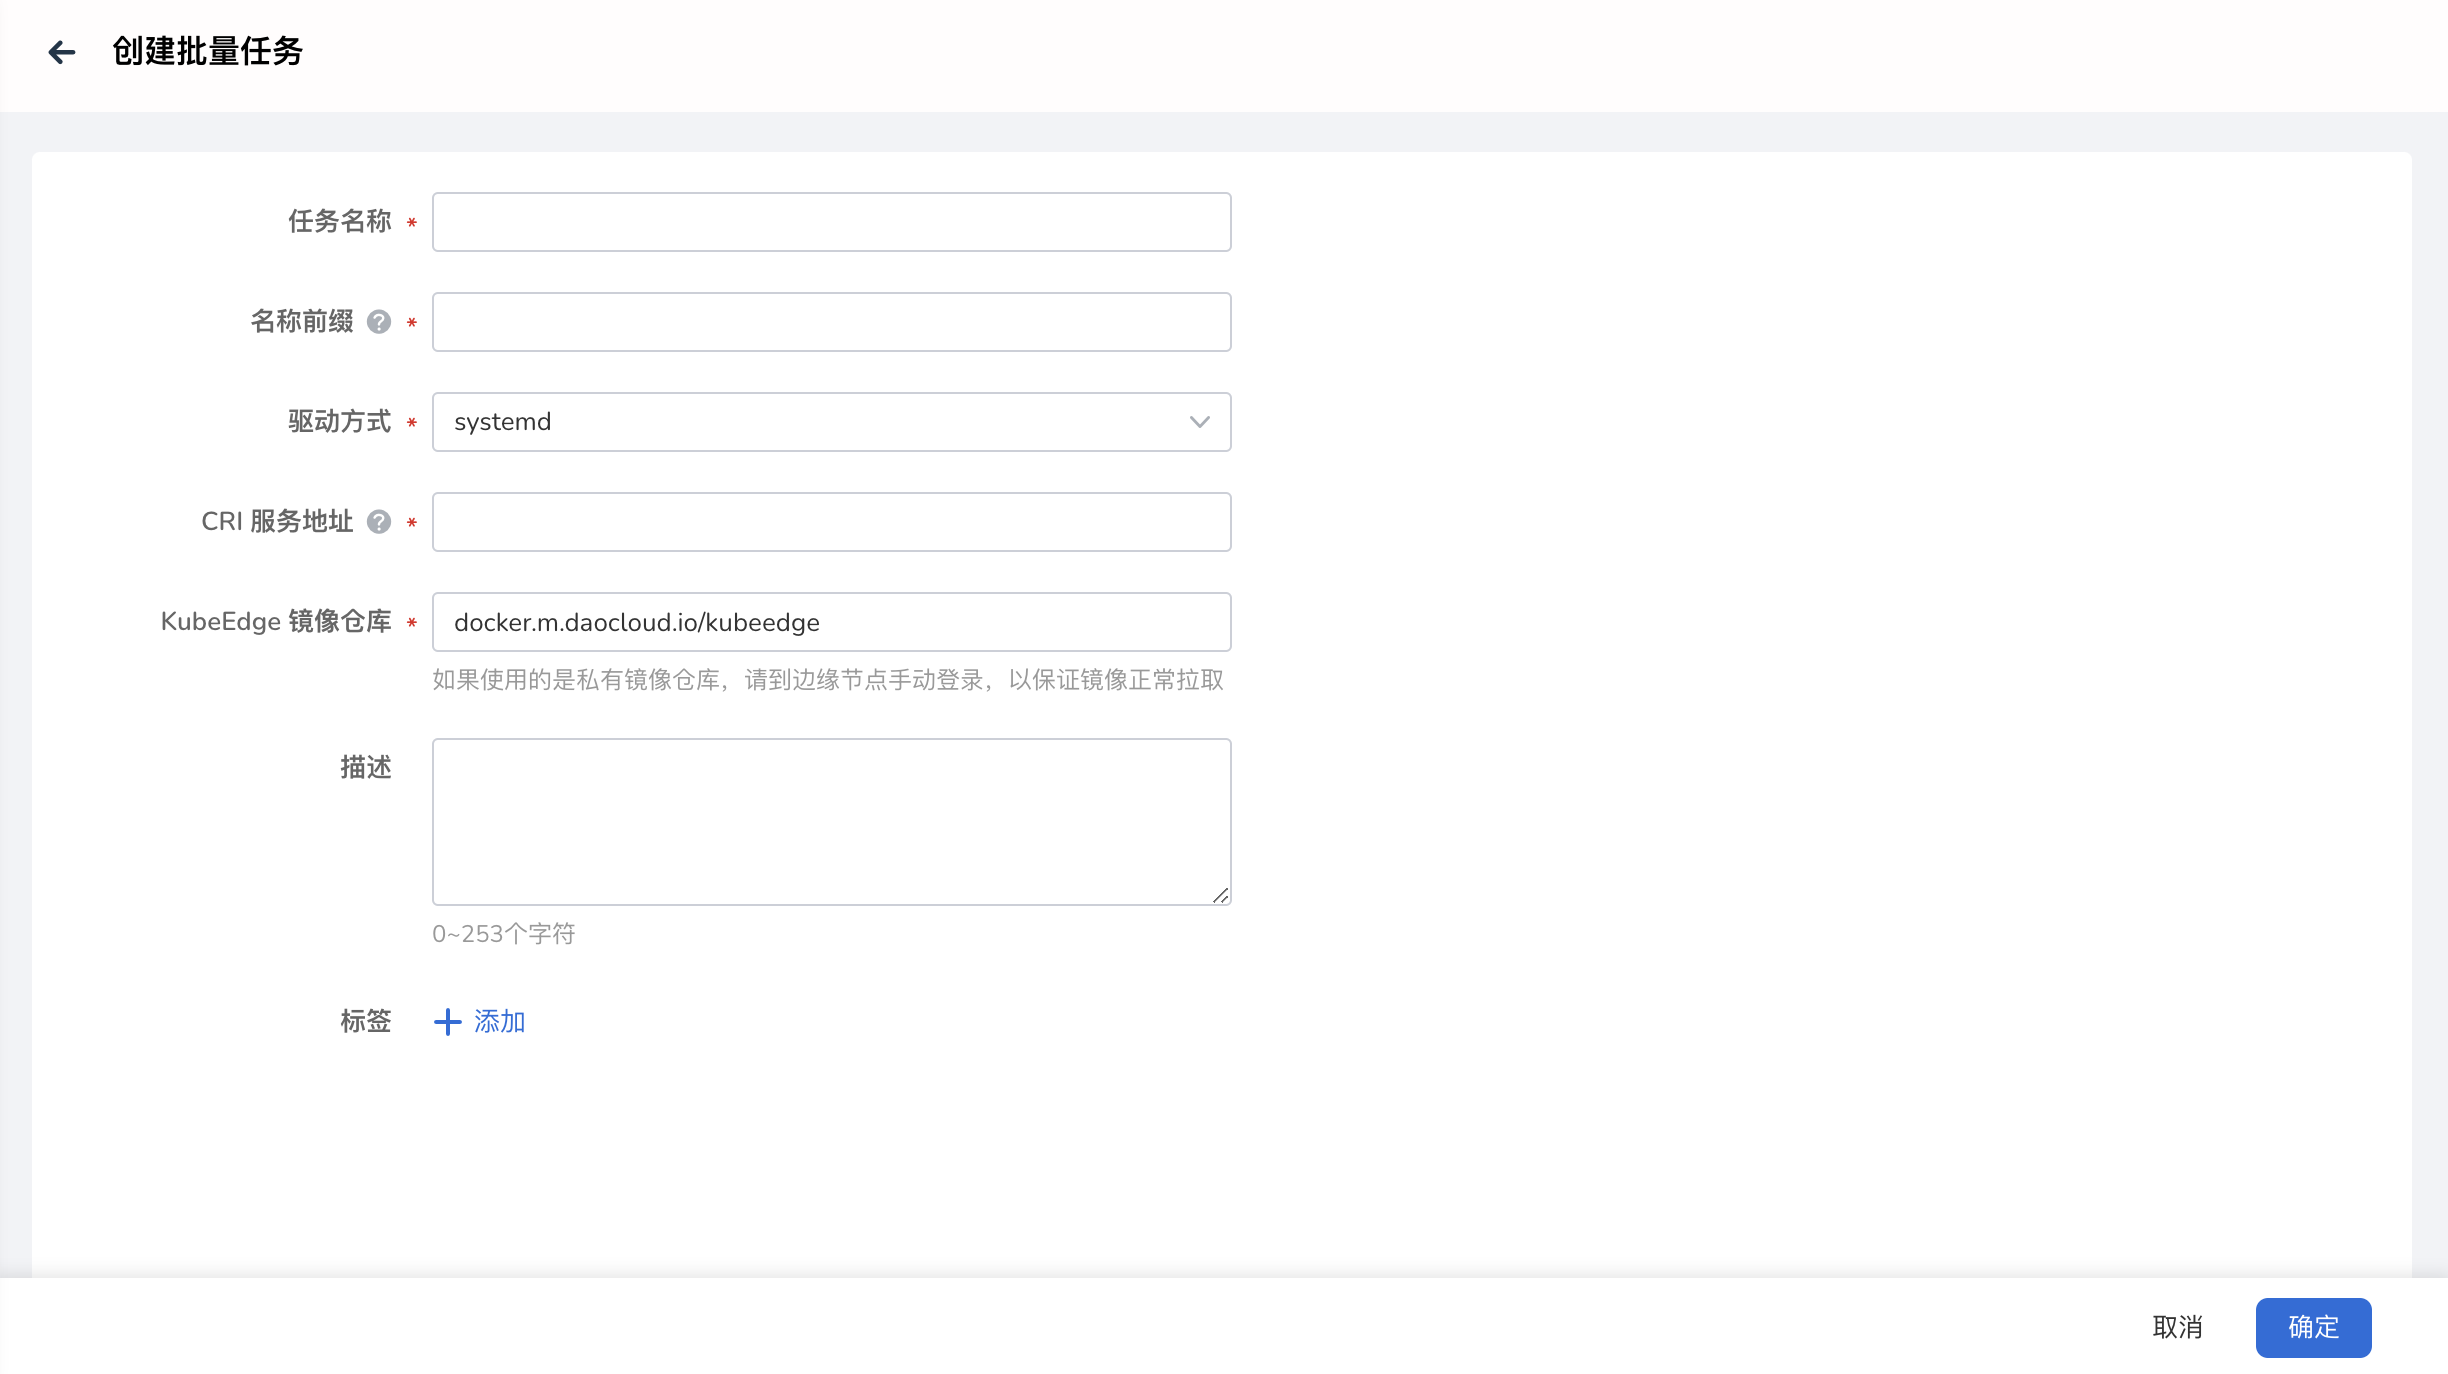 创建批量任务
任务名称 *
名称前缀 ? *
驱动方式 * systemd
CRI 服务地址 ? *
KubeEdge 镜像仓库 * docker.m.daocloud.io/kubeedge
如果使用的是私有镜像仓库，请到边缘节点手动登录，以保证镜像正常拉取
描述
0~253个字符
标签 + 添加
取消 确定